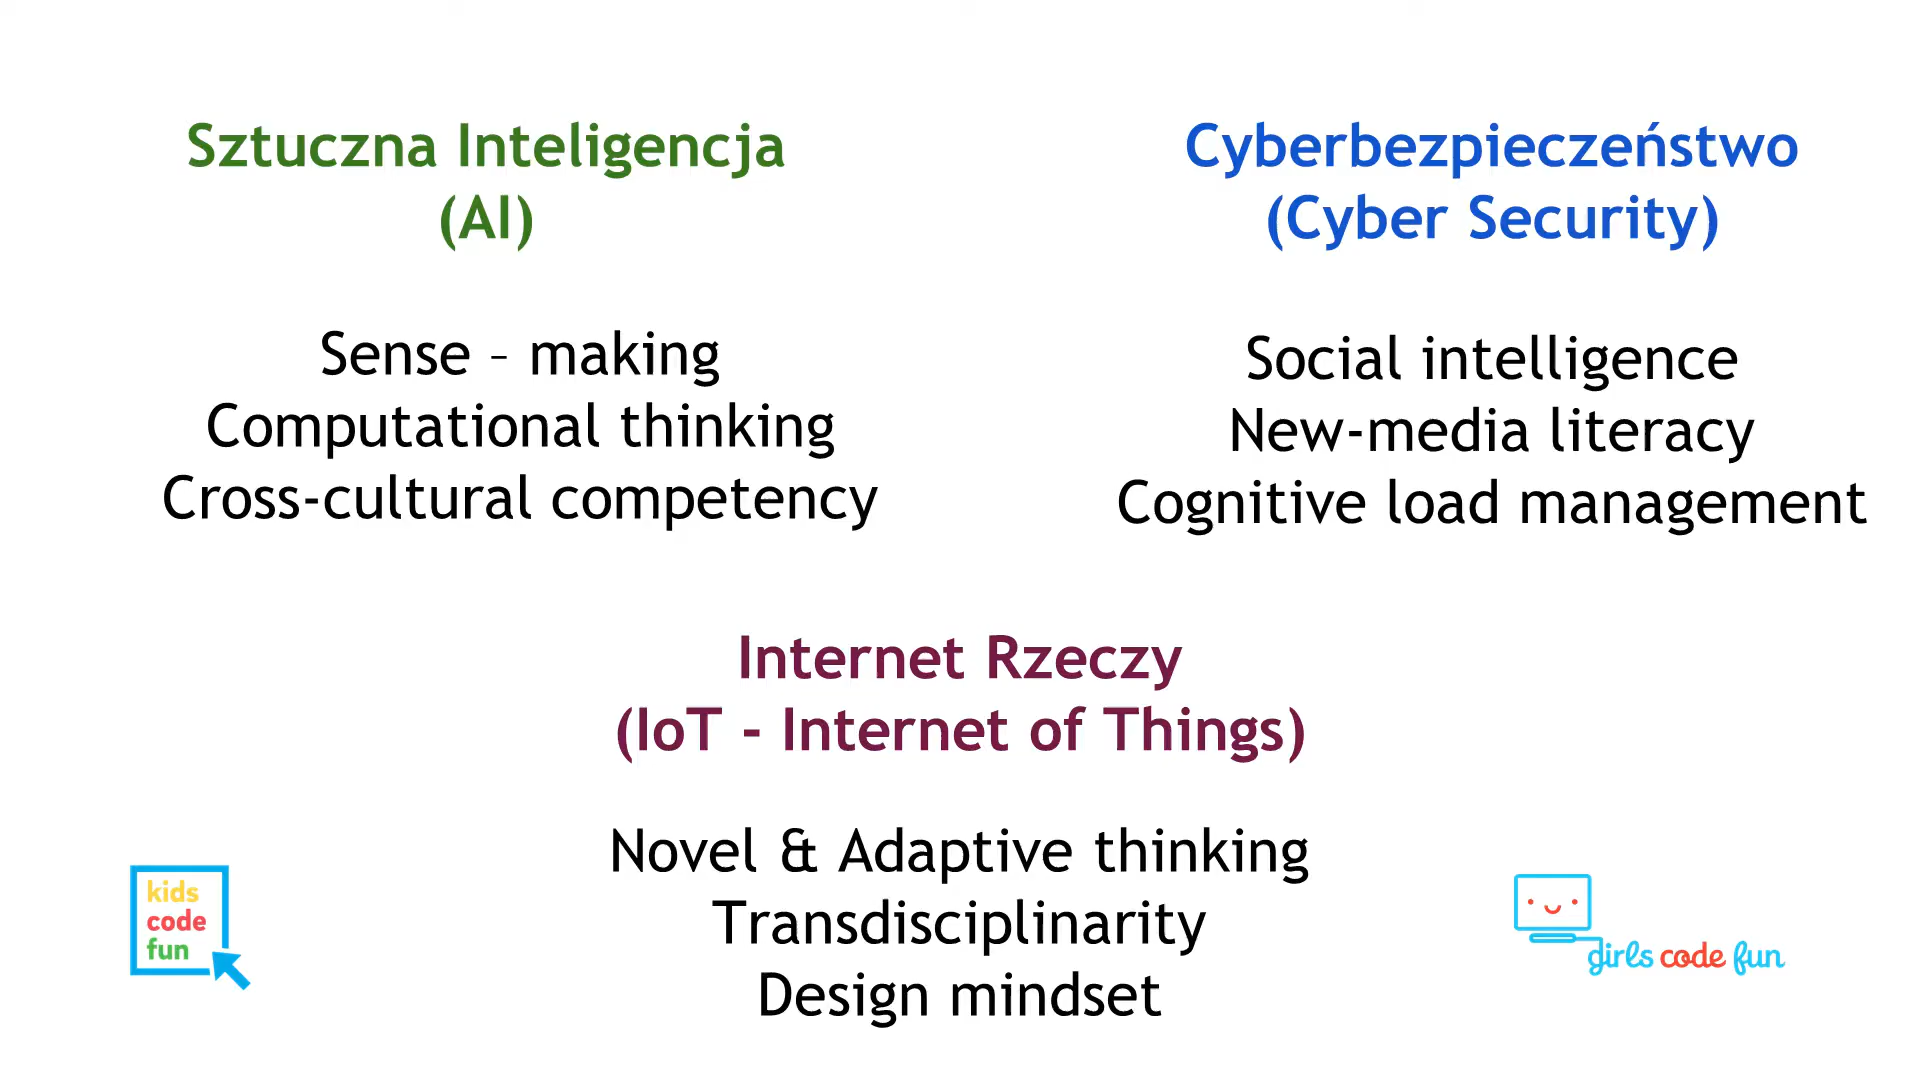 Sztuczna Inteligencja
(AI)
Sense – making
Computational thinking
Cross-cultural competency
Cyberbezpieczeństwo
(Cyber Security)
Social intelligence
New-media literacy
Cognitive load management
Internet Rzeczy
(IoT - Internet of Things)
Novel & Adaptive thinking
Transdisciplinarity
Design mindset
kids
code
fun
girls code fun